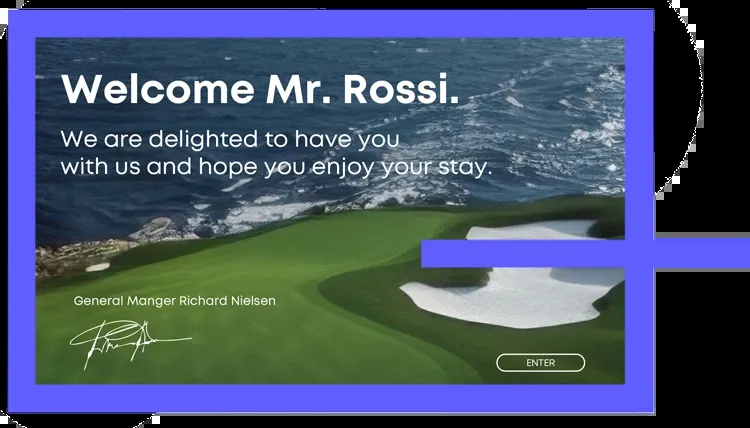 Welcome Mr. Rossi.
We are delighted to have you
with us and hope you enjoy your stay.
General Manger Richard Nielsen
ENTER